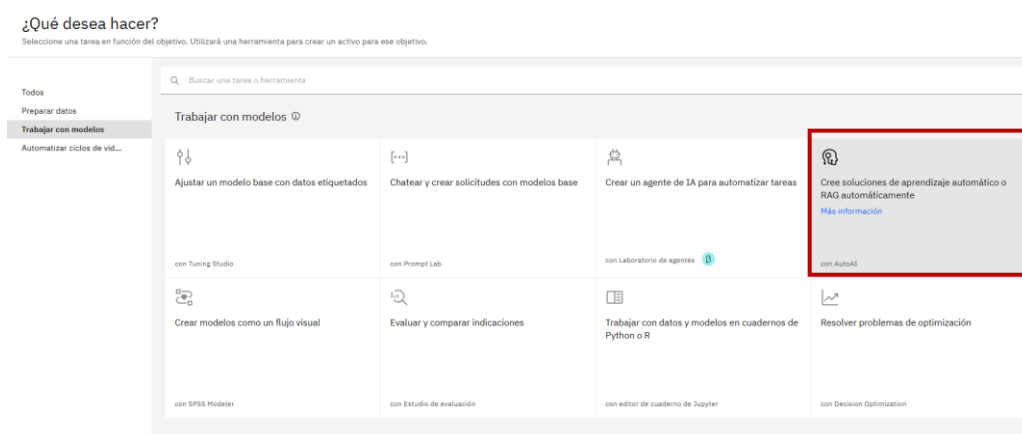 ¿Qué desea hacer?
Seleccione una tarea en función del objetivo. Utilizará una herramienta para crear un activo para ese objetivo.
Todos
Preparar datos
Trabajar con modelos
Automatizar ciclos de vid...
Buscar una tarea o herramienta
Trabajar con modelos
Ajustar un modelo base con datos etiquetados
con Tuning Studio
Chatear y crear solicitudes con modelos base
con Prompt Lab
Crear un agente de IA para automatizar tareas
con Laboratorio de agentes β
Cree soluciones de aprendizaje automático o
RAG automáticamente
Más información
con AutoAI
Crear modelos como un flujo visual
con SPSS Modeler
Evaluar y comparar indicaciones
con Estudio de evaluación
Trabajar con datos y modelos en cuadernos de
Python o R
con editor de cuaderno de Jupyter
Resolver problemas de optimización
con Decision Optimization